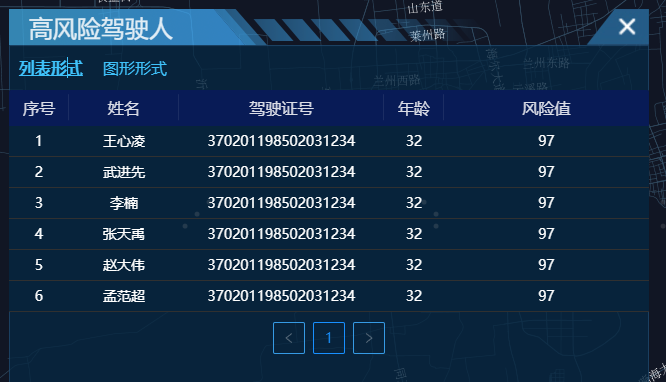 山东道
高风险驾驶人
莱州路
列表形式 图形形式
兰州东路
兰州西路
序号 姓名 驾驶证号 年龄 风险值
1 王心凌 370201198502031234 32 97
2 武进先 370201198502031234 32 97
3 李楠 370201198502031234 32 97
4 张天禹 370201198502031234 32 97
5 赵大伟 370201198502031234 32 97
6 孟范超 370201198502031234 32 97
< 1 >